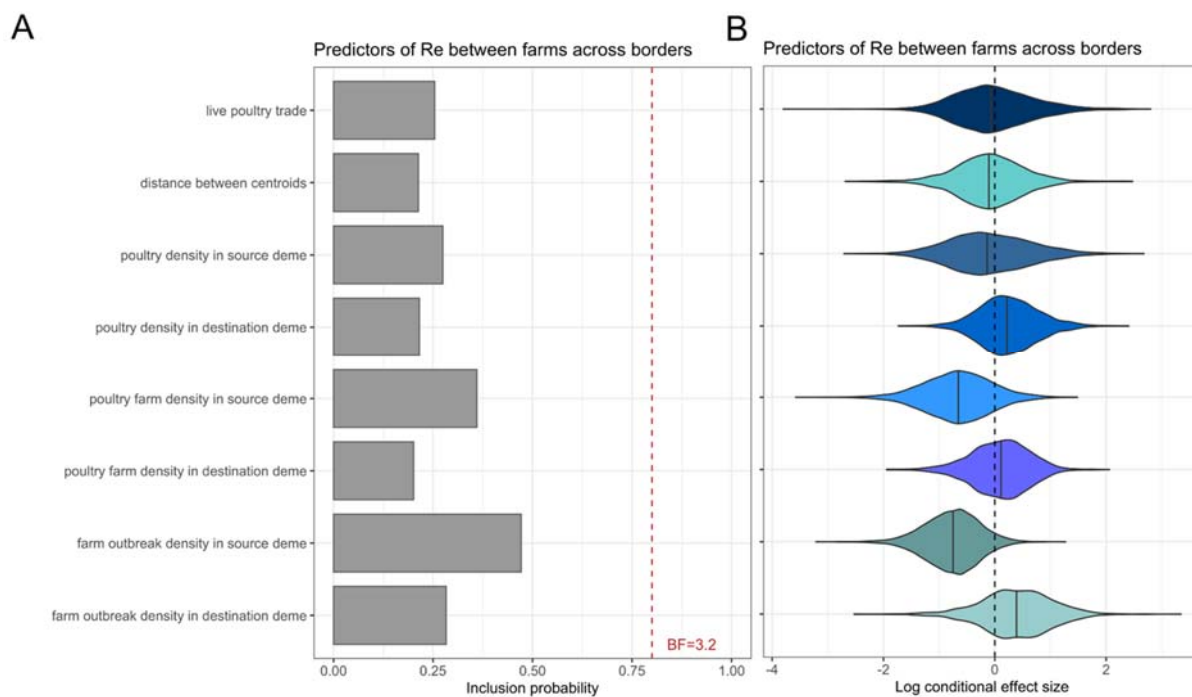 A
Predictors of Re between farms across borders
live poultry trade
distance between centroids
poultry density in source deme
poultry density in destination deme
poultry farm density in source deme
poultry farm density in destination deme
farm outbreak density in source deme
farm outbreak density in destination deme
BF=3.2
0.00 0.25 0.50 0.75 1.00
Inclusion probability
B
Predictors of Re between farms across borders
-4 -2 0 2
Log conditional effect size